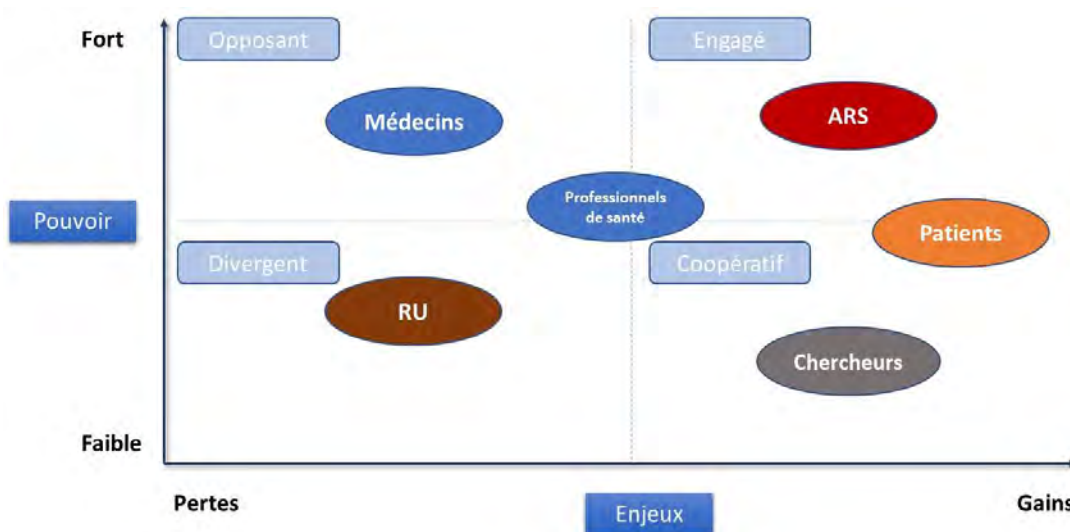 Fort
Opposant
Engagé
Médecins
ARS
Professionnels
de santé
Pouvoir
Patients
Divergent
Coopératif
RU
Chercheurs
Faible
Pertes
Enjeux
Gains